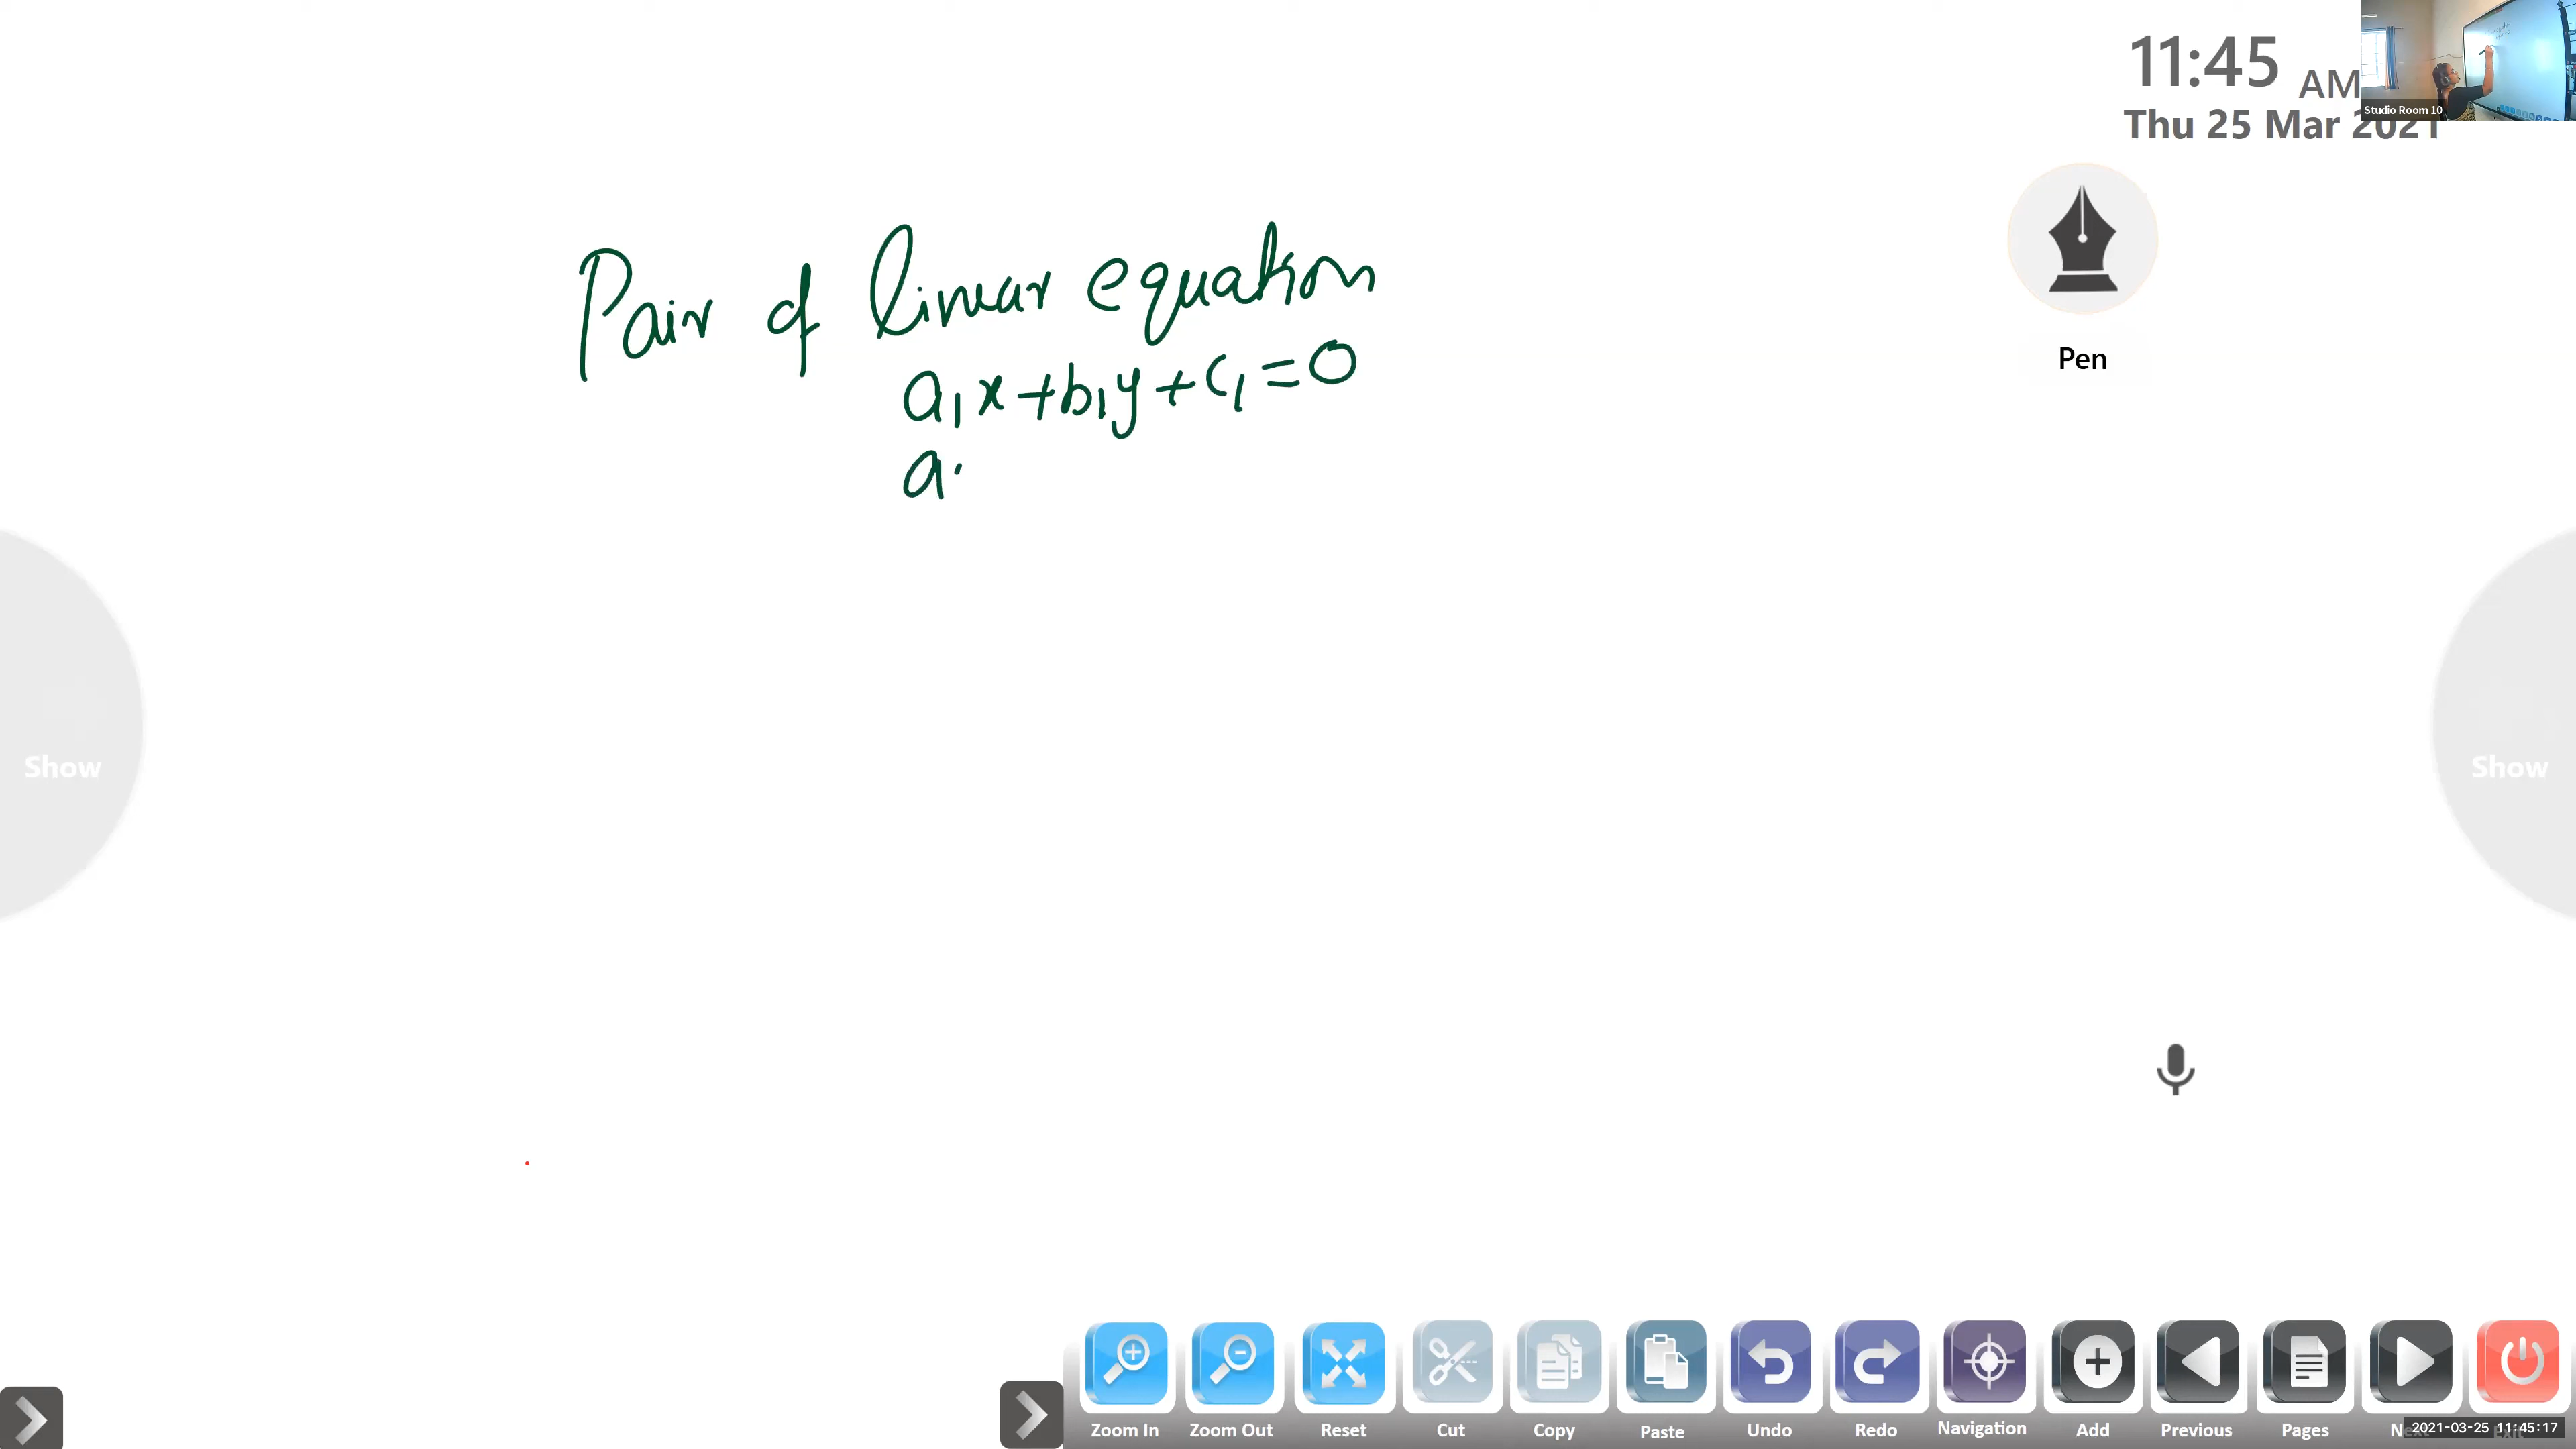 11:45 AM
Thu 25 Mar 2021
Studio Room 10
Pen
Pair of linear equation
a₁x + b₁y + c₁ = 0
a
Show
Show
Zoom In Zoom Out Reset Cut Copy Paste Undo Redo Navigation Add Previous Pages
2021-03-25 11:45:17